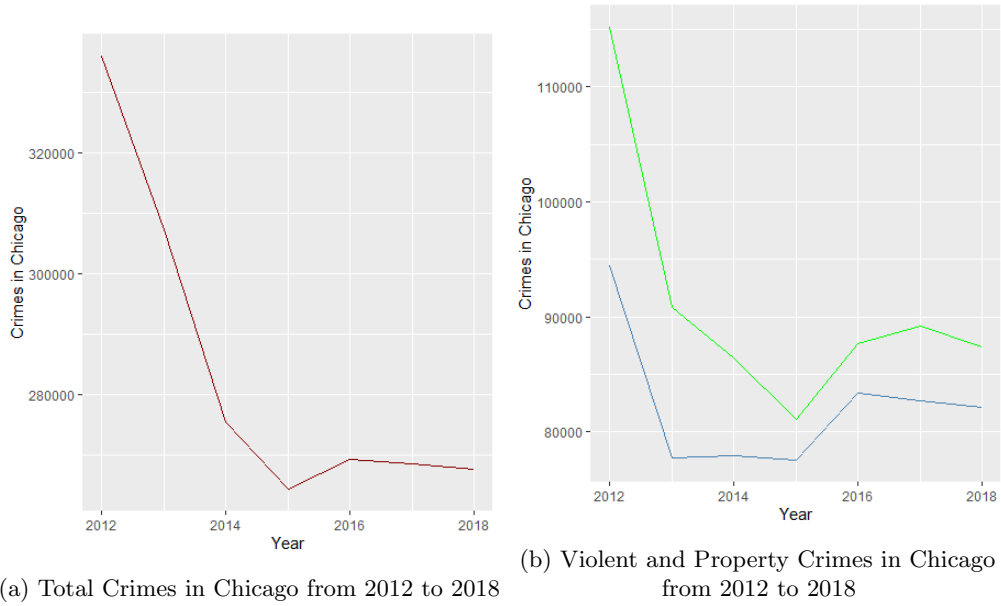 Crimes in Chicago
320000
300000
280000
2012
2014
2016
2018
Year
(a) Total Crimes in Chicago from 2012 to 2018
Crimes in Chicago
110000
100000
90000
80000
2012
2014
2016
2018
Year
(b) Violent and Property Crimes in Chicago
from 2012 to 2018